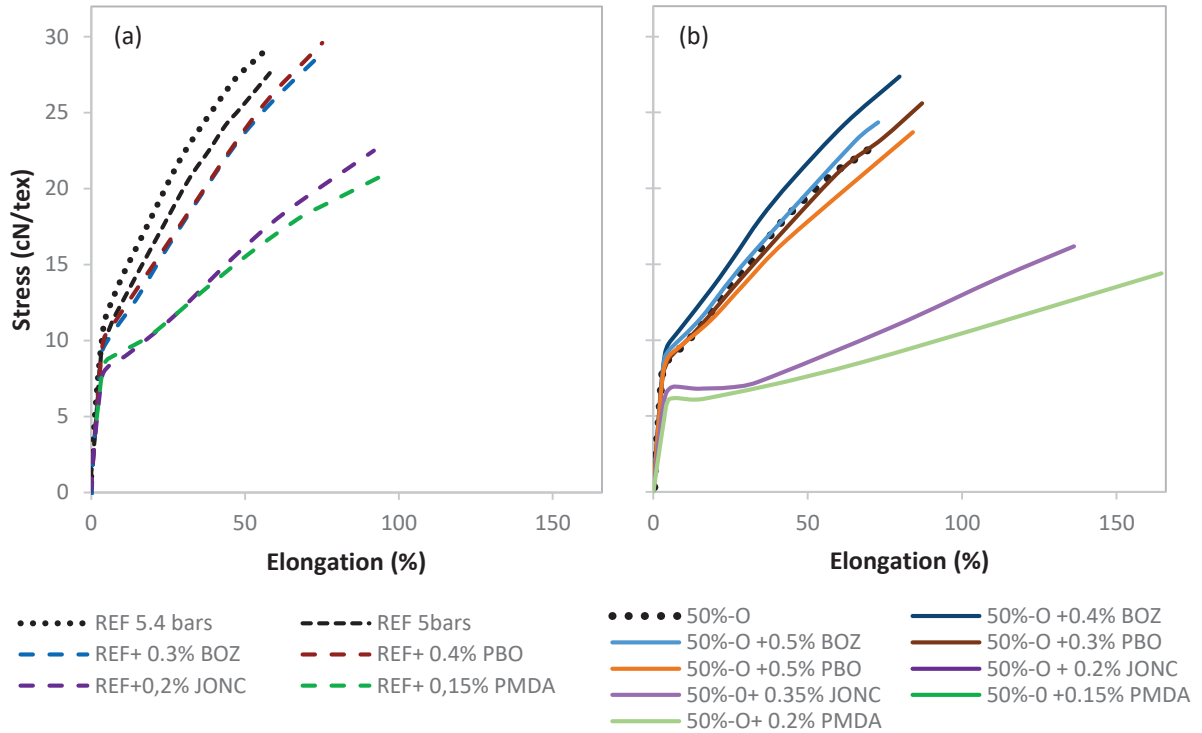 (a)
(b)
Stress (cN/tex)
30
25
20
15
10
5
0
0 50 100 150
0 50 100 150
Elongation (%)
Elongation (%)
REF 5.4 bars
REF 5bars
REF+ 0.3% BOZ
REF+ 0.4% PBO
REF+0,2% JONC
REF+ 0,15% PMDA
50%-O
50%-O +0.4% BOZ
50%-O +0.5% BOZ
50%-O +0.3% PBO
50%-O +0.5% PBO
50%-O + 0.2% JONC
50%-0+ 0.35% JONC
50%-0 +0.15% PMDA
50%-O+ 0.2% PMDA